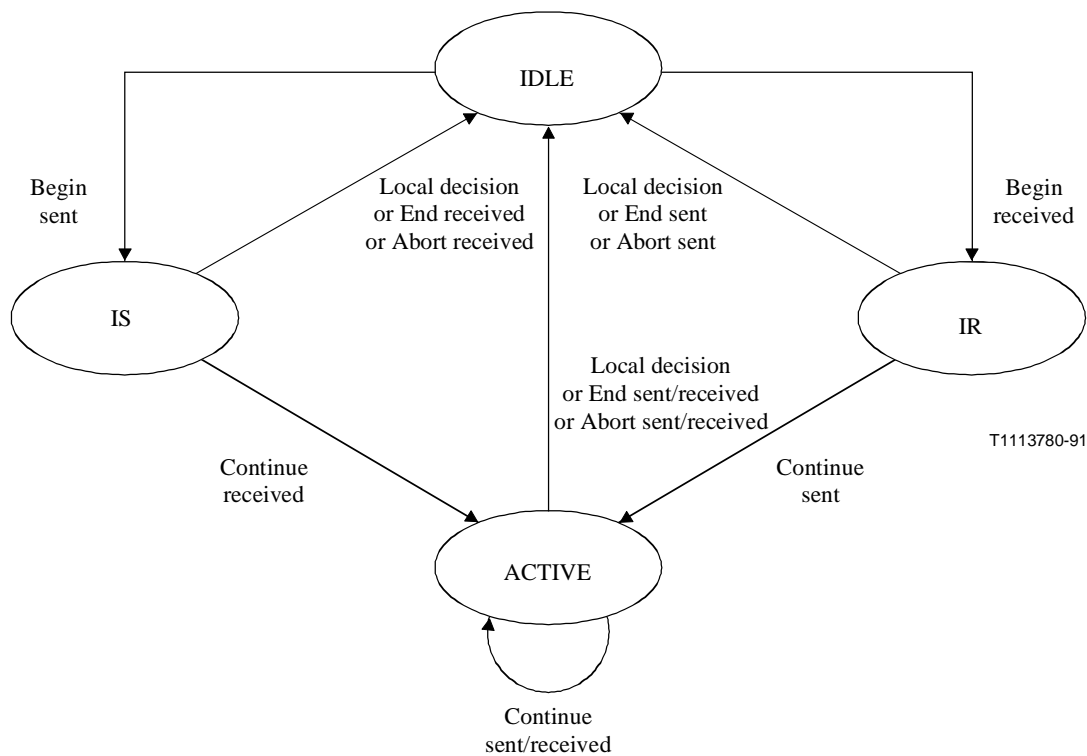 IDLE
Begin
sent
Local decision
or End received
or Abort received
Local decision
or End sent
or Abort sent
Begin
received
IS
IR
Local decision
or End sent/received
or Abort sent/received
T1113780-91
Continue
received
Continue
sent
ACTIVE
Continue
sent/received